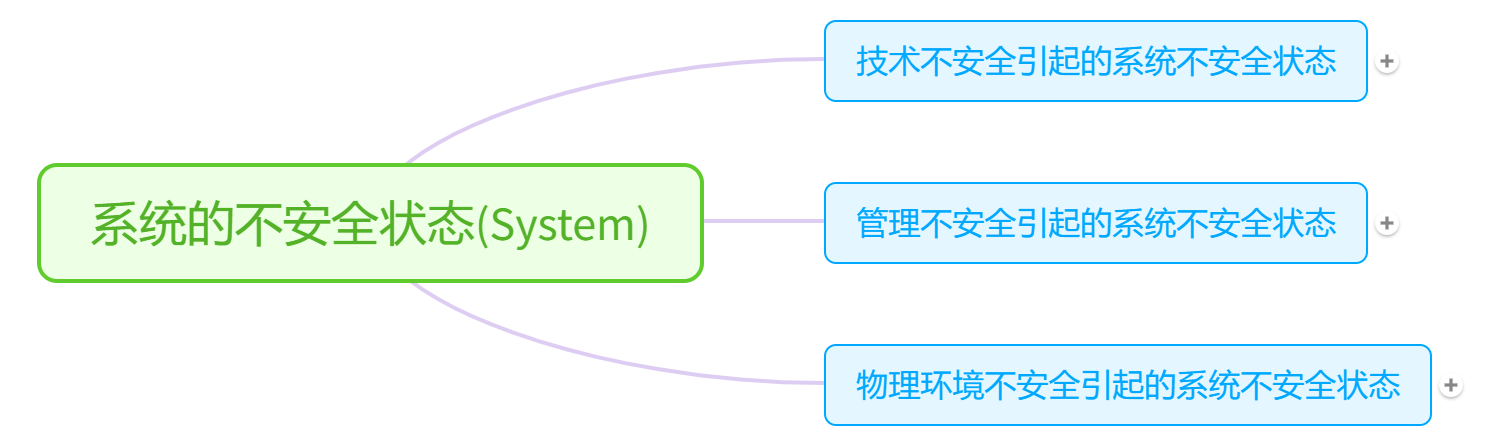 技术不安全引起的系统不安全状态
系统的不安全状态(System)
管理不安全引起的系统不安全状态
物理环境不安全引起的系统不安全状态